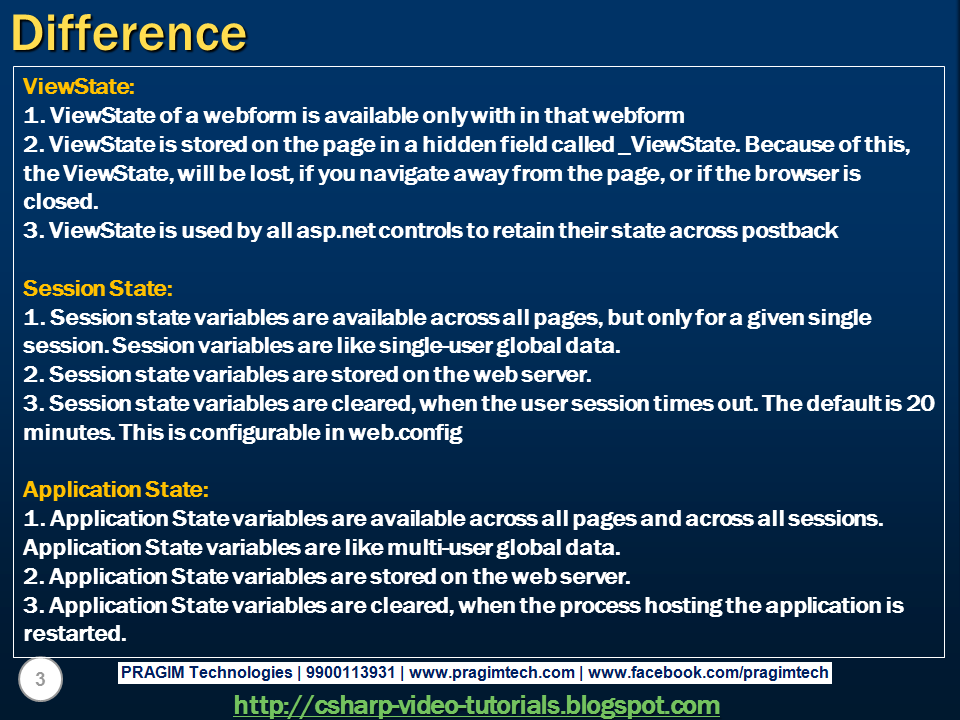 Difference
ViewState:
1. ViewState of a webform is available only with in that webform
2. ViewState is stored on the page in a hidden field called _ViewState. Because of this,
the ViewState, will be lost, if you navigate away from the page, or if the browser is
closed.
3. ViewState is used by all asp.net controls to retain their state across postback
Session State:
1. Session state variables are available across all pages, but only for a given single
session. Session variables are like single-user global data.
2. Session state variables are stored on the web server.
3. Session state variables are cleared, when the user session times out. The default is 20
minutes. This is configurable in web.config
Application State:
1. Application State variables are available across all pages and across all sessions.
Application State variables are like multi-user global data.
2. Application State variables are stored on the web server.
3. Application State variables are cleared, when the process hosting the application is
restarted.
3
PRAGIM Technologies | 9900113931 | www.pragimtech.com | www.facebook.com/pragimtech
http://csharp-video-tutorials.blogspot.com